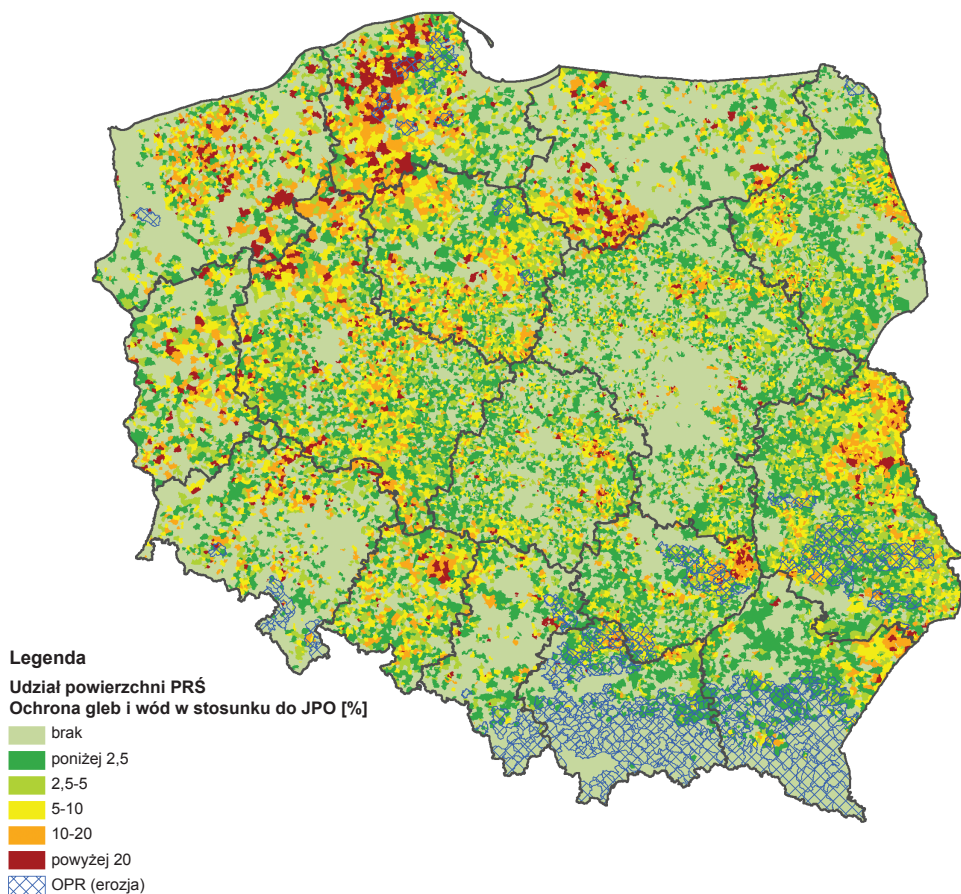 Legenda
Udział powierzchni PRŚ
Ochrona gleb i wód w stosunku do JPO [%]
brak
poniżej 2,5
2,5-5
5-10
10-20
powyżej 20
OPR (erozja)